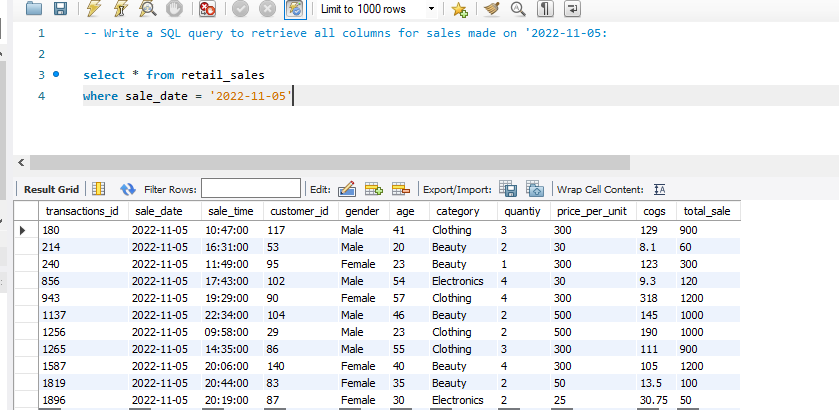 Limit to 1000 rows
1 -- Write a SQL query to retrieve all columns for sales made on '2022-11-05:
2
3 select * from retail_sales
4 where sale_date = '2022-11-05'
Result Grid Filter Rows: Edit: Export/Import: Wrap Cell Content:
transactions_id sale_date sale_time customer_id gender age category quantiy price_per_unit cogs total_sale
180 2022-11-05 10:47:00 117 Male 41 Clothing 3 300 129 900
214 2022-11-05 16:31:00 53 Male 20 Beauty 2 30 8.1 60
240 2022-11-05 11:49:00 95 Female 23 Beauty 1 300 123 300
856 2022-11-05 17:43:00 102 Male 54 Electronics 4 30 9.3 120
943 2022-11-05 19:29:00 90 Female 57 Clothing 4 300 318 1200
1137 2022-11-05 22:34:00 104 Male 46 Beauty 2 500 145 1000
1256 2022-11-05 09:58:00 29 Male 23 Clothing 2 500 190 1000
1265 2022-11-05 14:35:00 86 Male 55 Clothing 3 300 111 900
1587 2022-11-05 20:06:00 140 Female 40 Beauty 4 300 105 1200
1819 2022-11-05 20:44:00 83 Female 35 Beauty 2 50 13.5 100
1896 2022-11-05 20:19:00 87 Female 30 Electronics 2 25 30.75 50